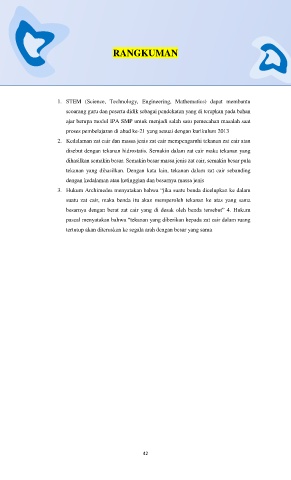 RANGKUMAN
1. STEM (Science, Technology, Engineering, Mathematics) dapat membantu
seorang guru dan peserta didik sebagai pendekatan yang di terapkan pada bahan
ajar berupa modul IPA SMP untuk menjadi salah satu pemecahan masalah saat
proses pembelajaran di abad ke-21 yang sesuai dengan kurikulum 2013
2. Kedalaman zat cair dan massa jenis zat cair mempengaruhi tekanan zat cair atau
disebut dengan tekanan hidrostatis. Semakin dalam zat cair maka tekanan yang
dihasilkan semakin besar. Semakin besar massa jenis zat cair, semakin besar pula
tekanan yang dihasilkan. Dengan kata lain, tekanan dalam zat cair sebanding
dengan kedalaman atau ketinggian dan besarnya massa jenis
3. Hukum Archimedes menyatakan bahwa “jika suatu benda dicelupkan ke dalam
suatu zat cair, maka benda itu akan memperoleh tekanan ke atas yang sama
besarnya dengan berat zat cair yang di desak oleh benda tersebut” 4. Hukum
pascal menyatakan bahwa “tekanan yang diberikan kepada zat cair dalam ruang
tertutup akan diteruskan ke segala arah dengan besar yang sama
42